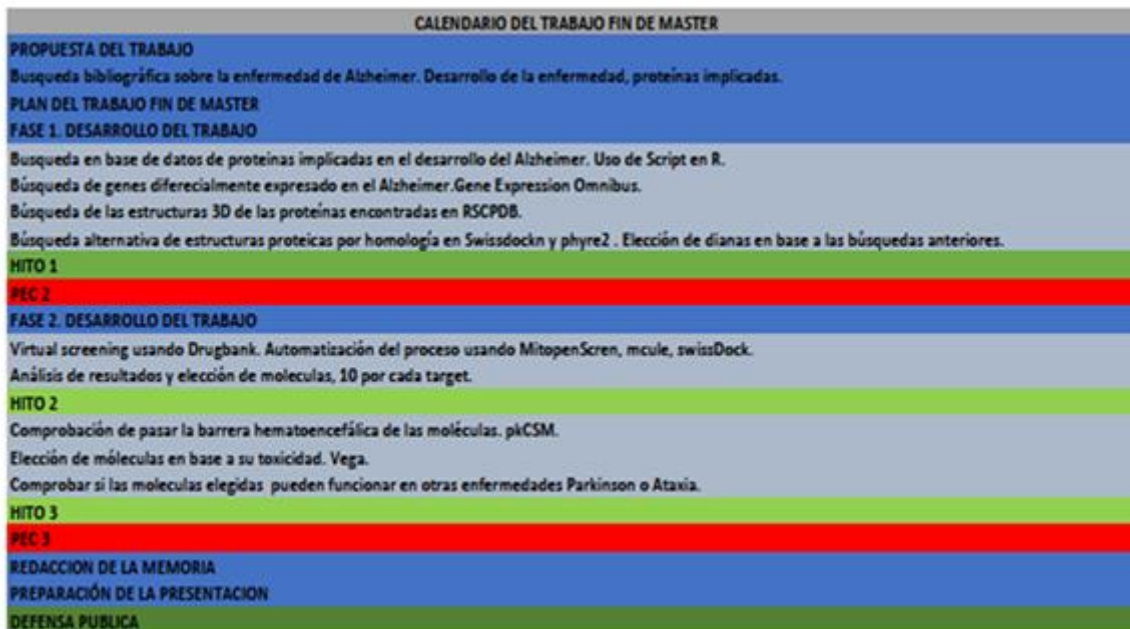 CALENDARIO DEL TRABAJO FIN DE MASTER
PROPUESTA DEL TRABAJO
Busqueda bibliográfica sobre la enfermedad de Alzheimer. Desarrollo de la enfermedad, proteínas implicadas.
PLAN DEL TRABAJO FIN DE MASTER
FASE 1. DESARROLLO DEL TRABAJO
Busqueda en base de datos de proteinas implicadas en el desarrollo del Alzheimer. Uso de Script en R.
Búsqueda de genes diferecialmente expresado en el Alzheimer.Gene Expression Omnibus.
Búsqueda de las estructuras 3D de las proteínas encontradas en RSCPDB.
Búsqueda alternativa de estructuras proteicas por homología en Swissdockn y phyre2 . Elección de dianas en base a las búsquedas anteriores.
HITO 1
PEC 2
FASE 2. DESARROLLO DEL TRABAJO
Virtual screening usando Drugbank. Automatización del proceso usando MitopenScren, mcule, swissDock.
Análisis de resultados y elección de moleculas, 10 por cada target.
HITO 2
Comprobación de pasar la barrera hematoencefálica de las moléculas. pkCSM.
Elección de móleculas en base a su toxicidad. Vega.
Comprobar si las moleculas elegidas pueden funcionar en otras enfermedades Parkinson o Ataxia.
HITO 3
PEC 3
REDACCION DE LA MEMORIA
PREPARACIÓN DE LA PRESENTACION
DEFENSA PUBLICA